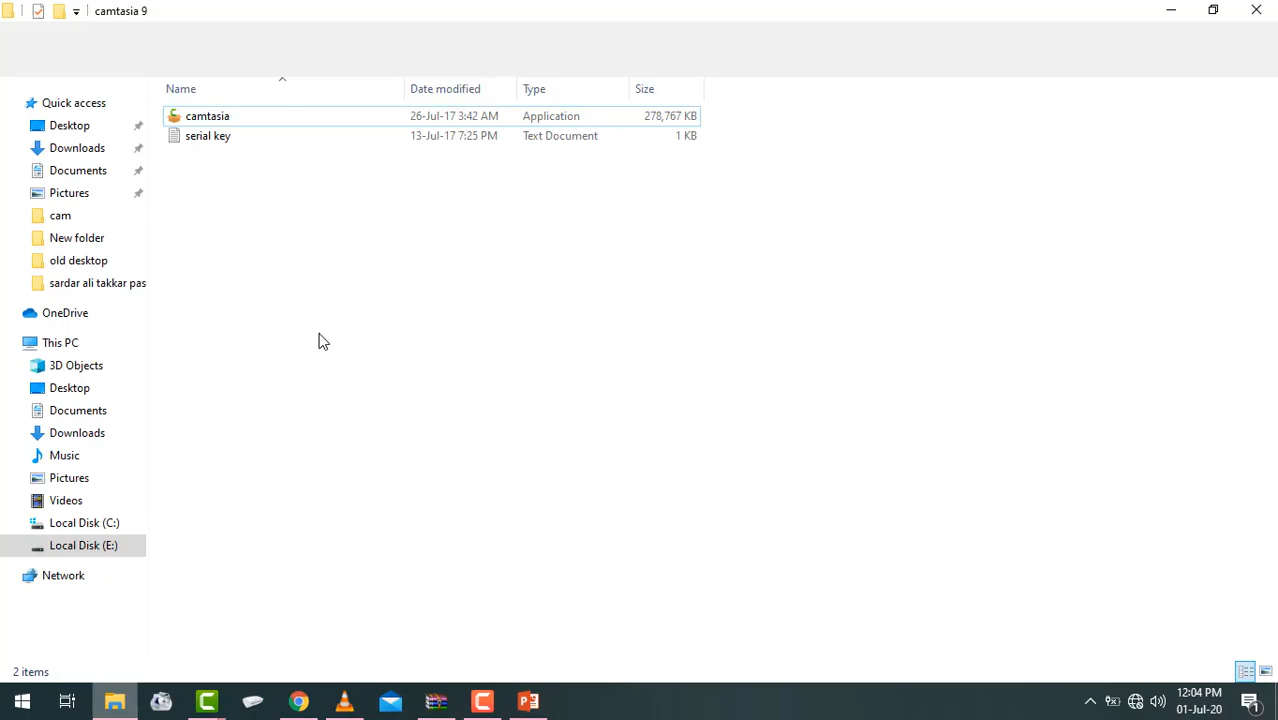 camtasia 9
Name Date modified Type Size
camtasia 26-Jul-17 3:42 AM Application 278,767 KB
serial key 13-Jul-17 7:25 PM Text Document 1 KB
Quick access
Desktop
Downloads
Documents
Pictures
cam
New folder
old desktop
sardar ali takkar pas
OneDrive
This PC
3D Objects
Desktop
Documents
Downloads
Music
Pictures
Videos
Local Disk (C:)
Local Disk (E:)
Network
2 items
12:04 PM
01-Jul-20
1